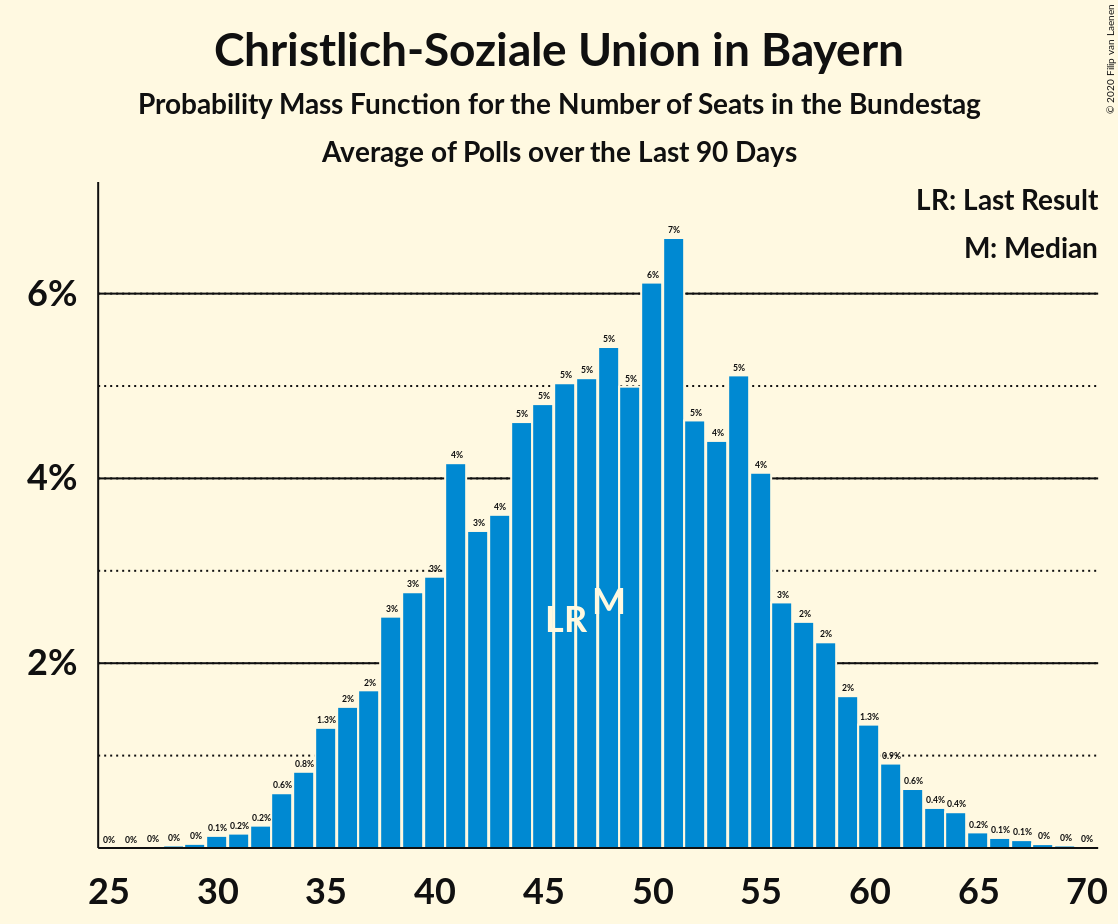 Christlich-Soziale Union in Bayern
Probability Mass Function for the Number of Seats in the Bundestag
Average of Polls over the Last 90 Days
© 2020 Filip van Laenen
LR: Last Result
M: Median
6%
4%
2%
0% 0% 0% 0% 0% 0.1% 0.2% 0.2% 0.6% 0.8% 1.3% 2% 2% 3% 3% 3% 4% 3% 4% 5% 5% 5% 5% 5% 5% 6% 7% 5% 4% 5% 4% 3% 2% 2% 2% 1.3% 0.9% 0.6% 0.4% 0.4% 0.2% 0.1% 0.1% 0% 0% 0%
LR M
25 30 35 40 45 50 55 60 65 70